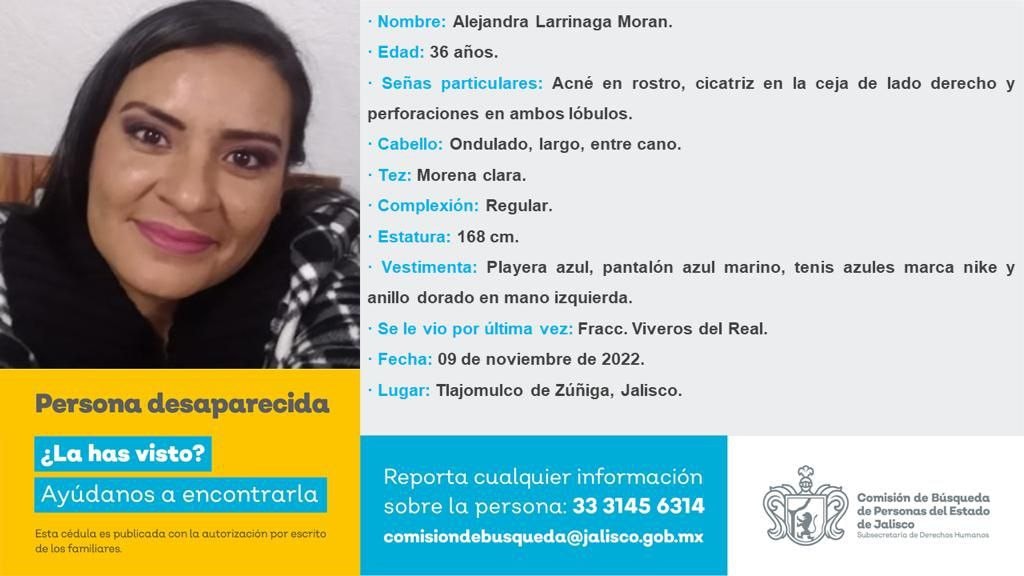 · Nombre: Alejandra Larrinaga Moran.
· Edad: 36 años.
· Señas particulares: Acné en rostro, cicatriz en la ceja de lado derecho y
perforaciones en ambos lóbulos.
· Cabello: Ondulado, largo, entre cano.
· Tez: Morena clara.
· Complexión: Regular.
· Estatura: 168 cm.
· Vestimenta: Playera azul, pantalón azul marino, tenis azules marca nike y
anillo dorado en mano izquierda.
· Se le vio por última vez: Fracc. Viveros del Real.
· Fecha: 09 de noviembre de 2022.
· Lugar: Tlajomulco de Zúñiga, Jalisco.
Persona desaparecida
¿La has visto?
Ayúdanos a encontrarla
Esta cédula es publicada con la autorización por escrito
de los familiares.
Reporta cualquier información
sobre la persona: 33 3145 6314
comisiondebusqueda@jalisco.gob.mx
Comisión de Búsqueda
de Personas del Estado
de Jalisco
Subsecretaría de Derechos Humanos